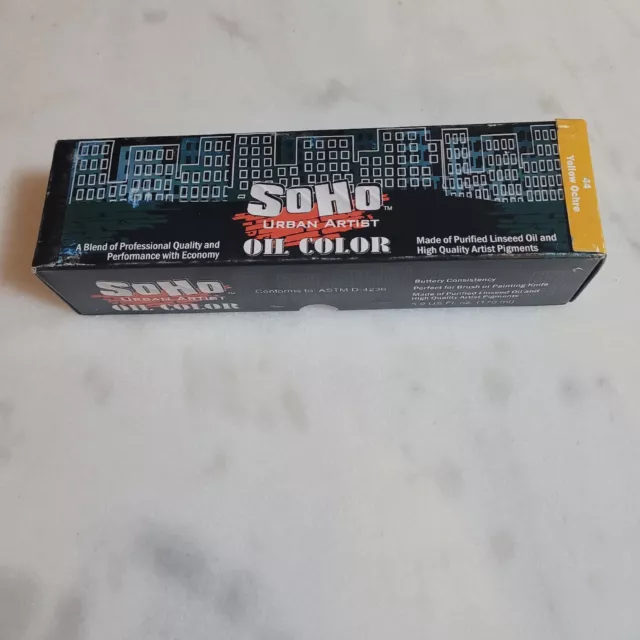 SoHo™
URBAN ARTIST
OIL COLOR
A Blend of Professional Quality and
Performance with Economy
Made of Purified Linseed Oil and
High Quality Artist Pigments
44
Yellow Ochre
SoHo™
URBAN ARTIST
OIL COLOR
Conforms to ASTM D-4236
Buttery Consistency
Perfect for Brush or Painting Knife
Made of Purified Linseed Oil and
High Quality Artist Pigments